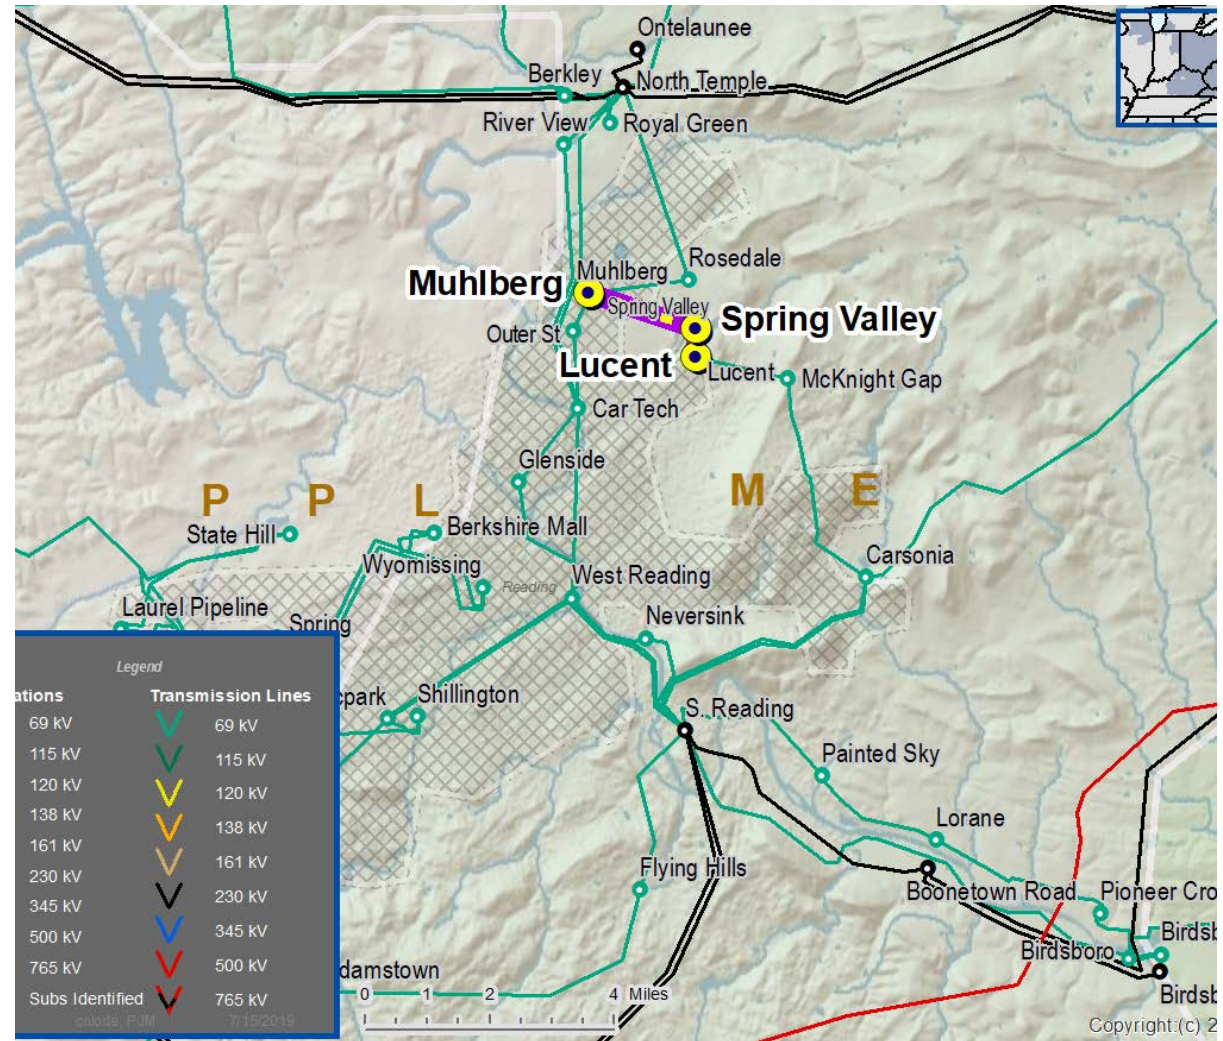 Ontelaunee
Berkley
North Temple
River View
Royal Green
Rosedale
Muhlberg
Muhlberg
Spring Valley
Spring Valley
Outer St
Lucent
Lucent
McKnight Gap
Car Tech
Glenside
P P L
M E
State Hill
Berkshire Mall
Wyomissing
Carsonia
Reading
West Reading
Laurel Pipeline
Spring
Neversink
cpark
Shillington
S. Reading
Painted Sky
Lorane
Flying Hills
Boonetown Road
Pioneer Cro
Birdsb
Birdsboro
Birdsb
damstown
0 1 2 4 Miles
Copyright:(c) 2
Legend
ations
Transmission Lines
69 kV
69 kV
115 kV
115 kV
120 kV
120 kV
138 kV
138 kV
161 kV
161 kV
230 kV
230 kV
345 kV
345 kV
500 kV
500 kV
765 kV
765 kV
Subs Identified
PJM
7/15/2019